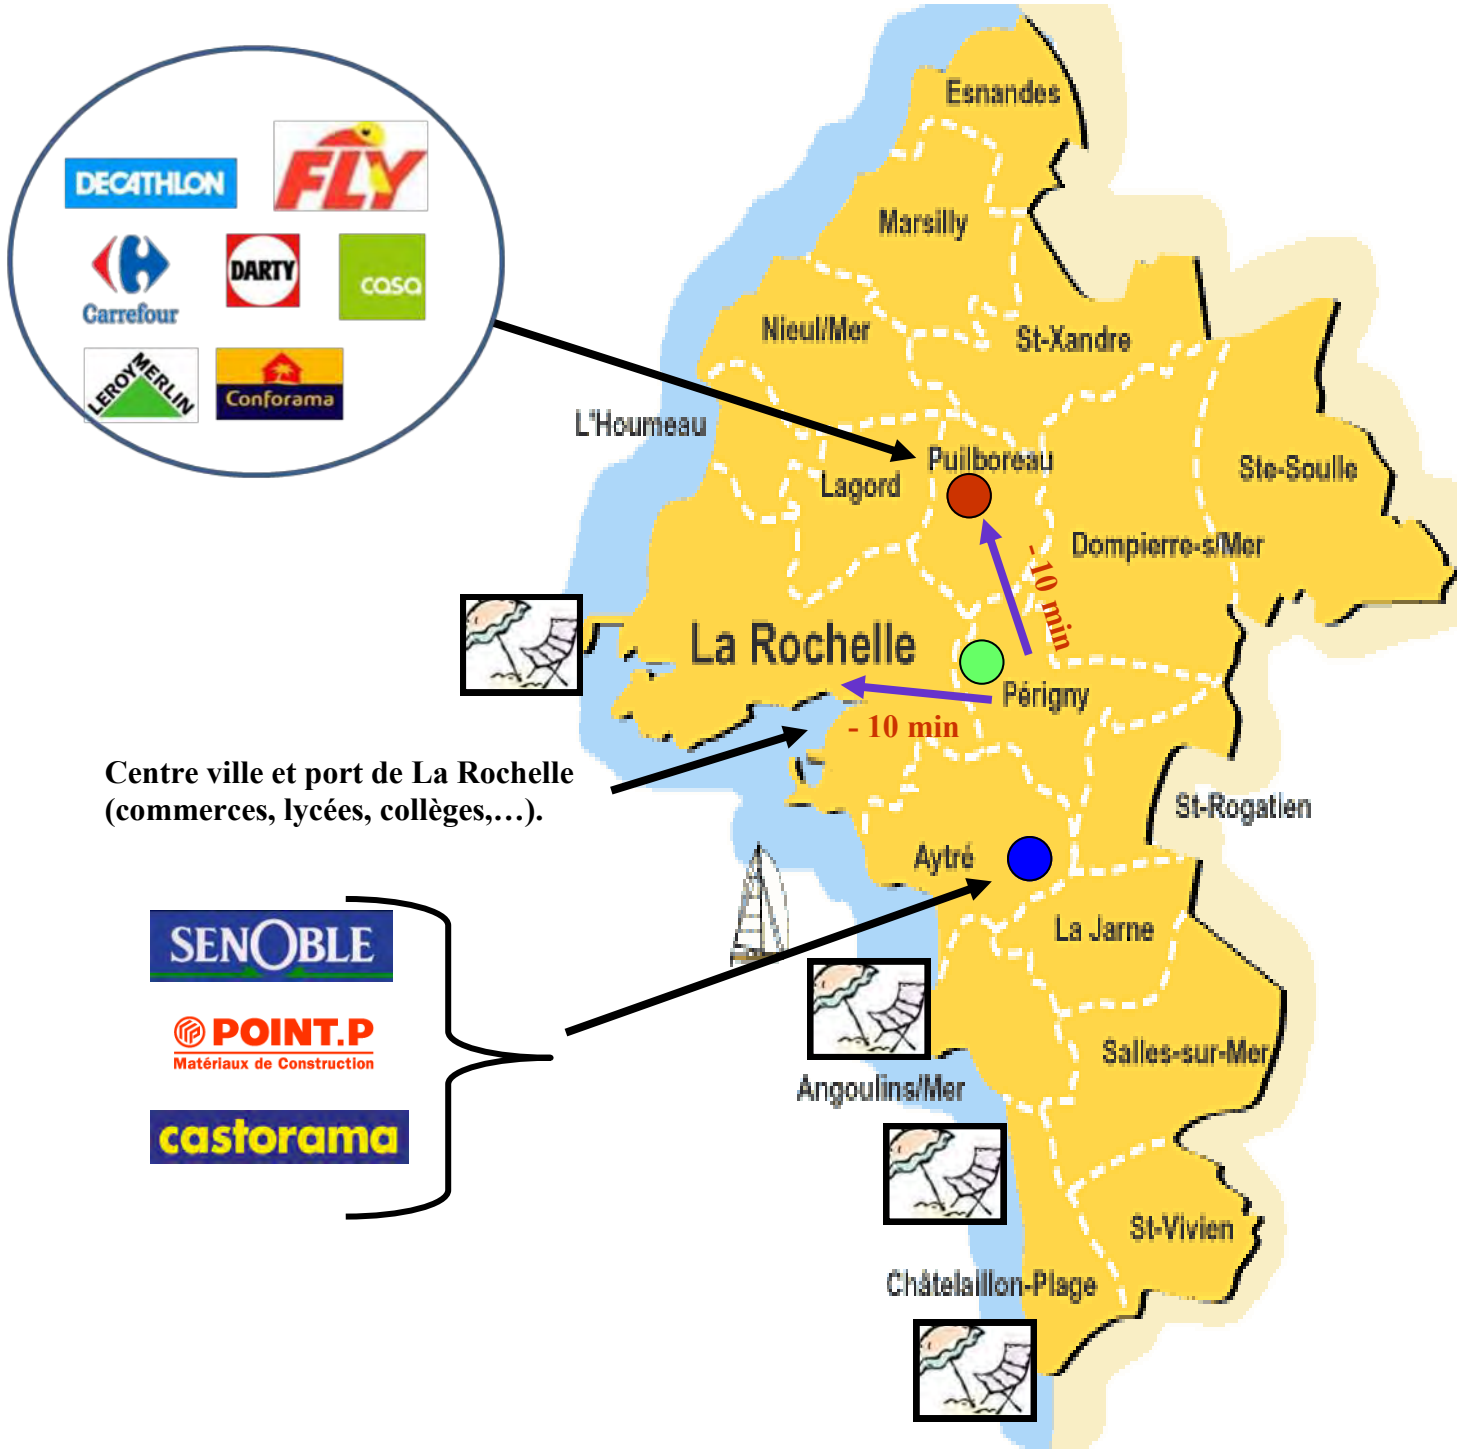 Esnandes
DECATHLON
FLY
Marsilly
Carrefour
DARTY
casa
Nieul/Mer
St-Xandre
LEROY MERLIN
Conforama
L'Houmeau
Puilboreau
Lagord
Ste-Soulle
Dompierre-s/Mer
- 10 min
La Rochelle
Périgny
- 10 min
Centre ville et port de La Rochelle
(commerces, lycées, collèges,…).
St-Rogatien
Aytré
SENOBLE
La Jarne
POINT.P
Matériaux de Construction
Salles-sur-Mer
Angoulins/Mer
castorama
St-Vivien
Châtelaillon-Plage